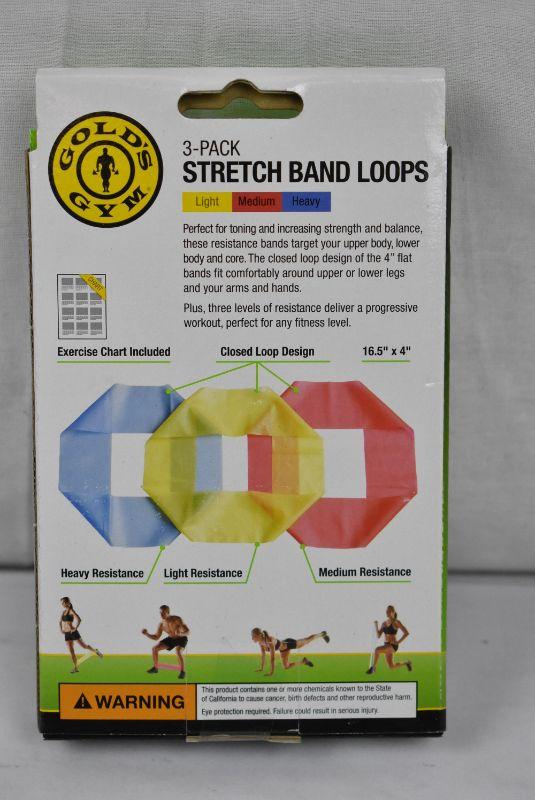 GOLD'S GYM
3-PACK
STRETCH BAND LOOPS
Light Medium Heavy
Perfect for toning and increasing strength and balance,
these resistance bands target your upper body, lower
body and core. The closed loop design of the 4" flat
bands fit comfortably around upper or lower legs
and your arms and hands.
Plus, three levels of resistance deliver a progressive
workout, perfect for any fitness level.
CHART
Exercise Chart Included
Closed Loop Design
16.5" x 4"
Heavy Resistance
Light Resistance
Medium Resistance
WARNING
This product contains one or more chemicals known to the State
of California to cause cancer, birth defects and other reproductive harm.
Eye protection required. Failure could result in serious injury.